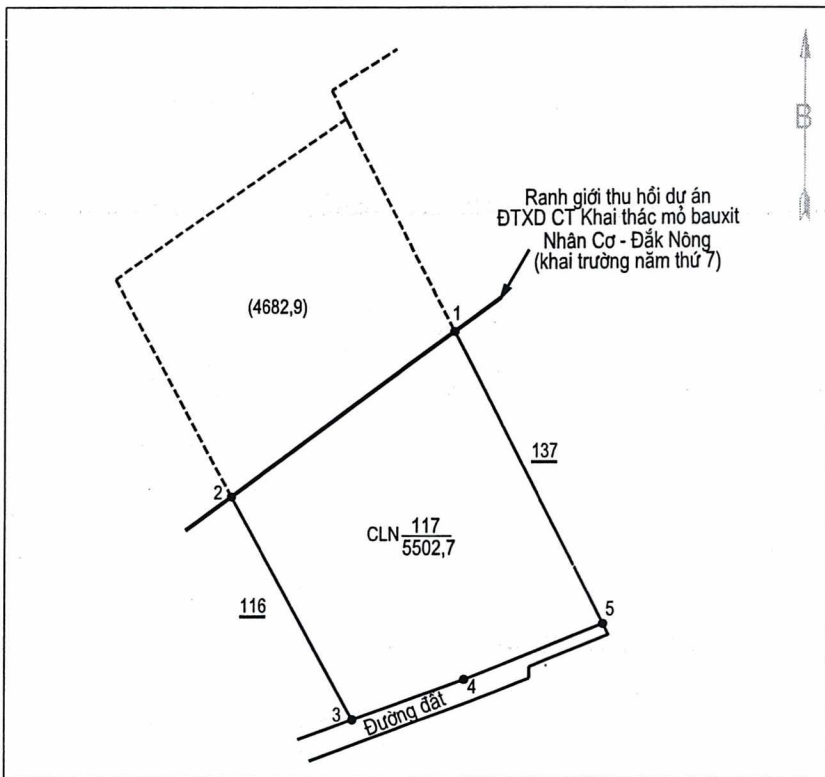 B
Ranh giới thu hồi dự án
ĐTXD CT Khai thác mỏ bauxit
Nhân Cơ - Đắk Nông
(khai trường năm thứ 7)
(4682,9)
1
137
2
CLN 117
5502,7
116
5
4
3
Đường đất